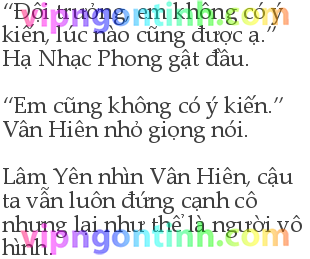 “Đội trưởng, em không có ý
kiến, lúc nào cũng được ạ.”
Hạ Nhạc Phong gật đầu.
“Em cũng không có ý kiến.”
Vân Hiên nhỏ giọng nói.
Lâm Yên nhìn Vân Hiên, cậu
ta vẫn luôn đứng cạnh cô
nhưng lại như thể là người vô
hình.
vipngontinh.com
vipngontinh.com
vipngontinh.com